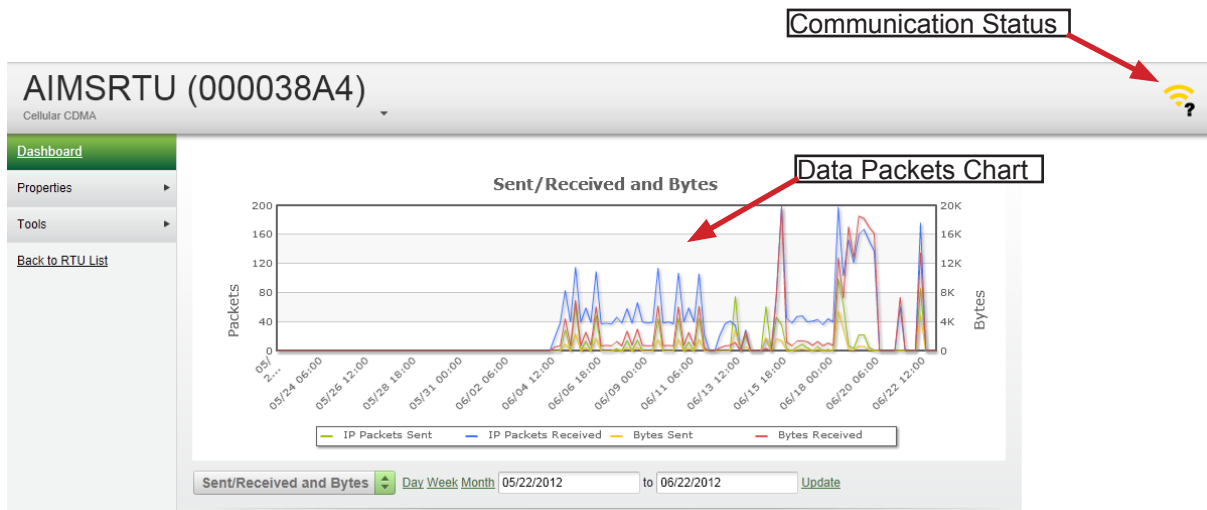 Communication Status
AIMSRTU (000038A4)
Cellular CDMA
?
Dashboard
Properties
Tools
Back to RTU List
Data Packets Chart
Sent/Received and Bytes
200
160
120
80
40
0
Packets
20K
16K
12K
8K
4K
0
Bytes
05/
2...
05/24 06:00
05/26 12:00
05/28 18:00
05/31 00:00
06/02 06:00
06/04 12:00
06/06 18:00
06/09 00:00
06/11 06:00
06/13 12:00
06/15 18:00
06/18 00:00
06/20 06:00
06/22 12:00
IP Packets Sent IP Packets Received Bytes Sent Bytes Received
Sent/Received and Bytes Day Week Month 05/22/2012 to 06/22/2012 Update